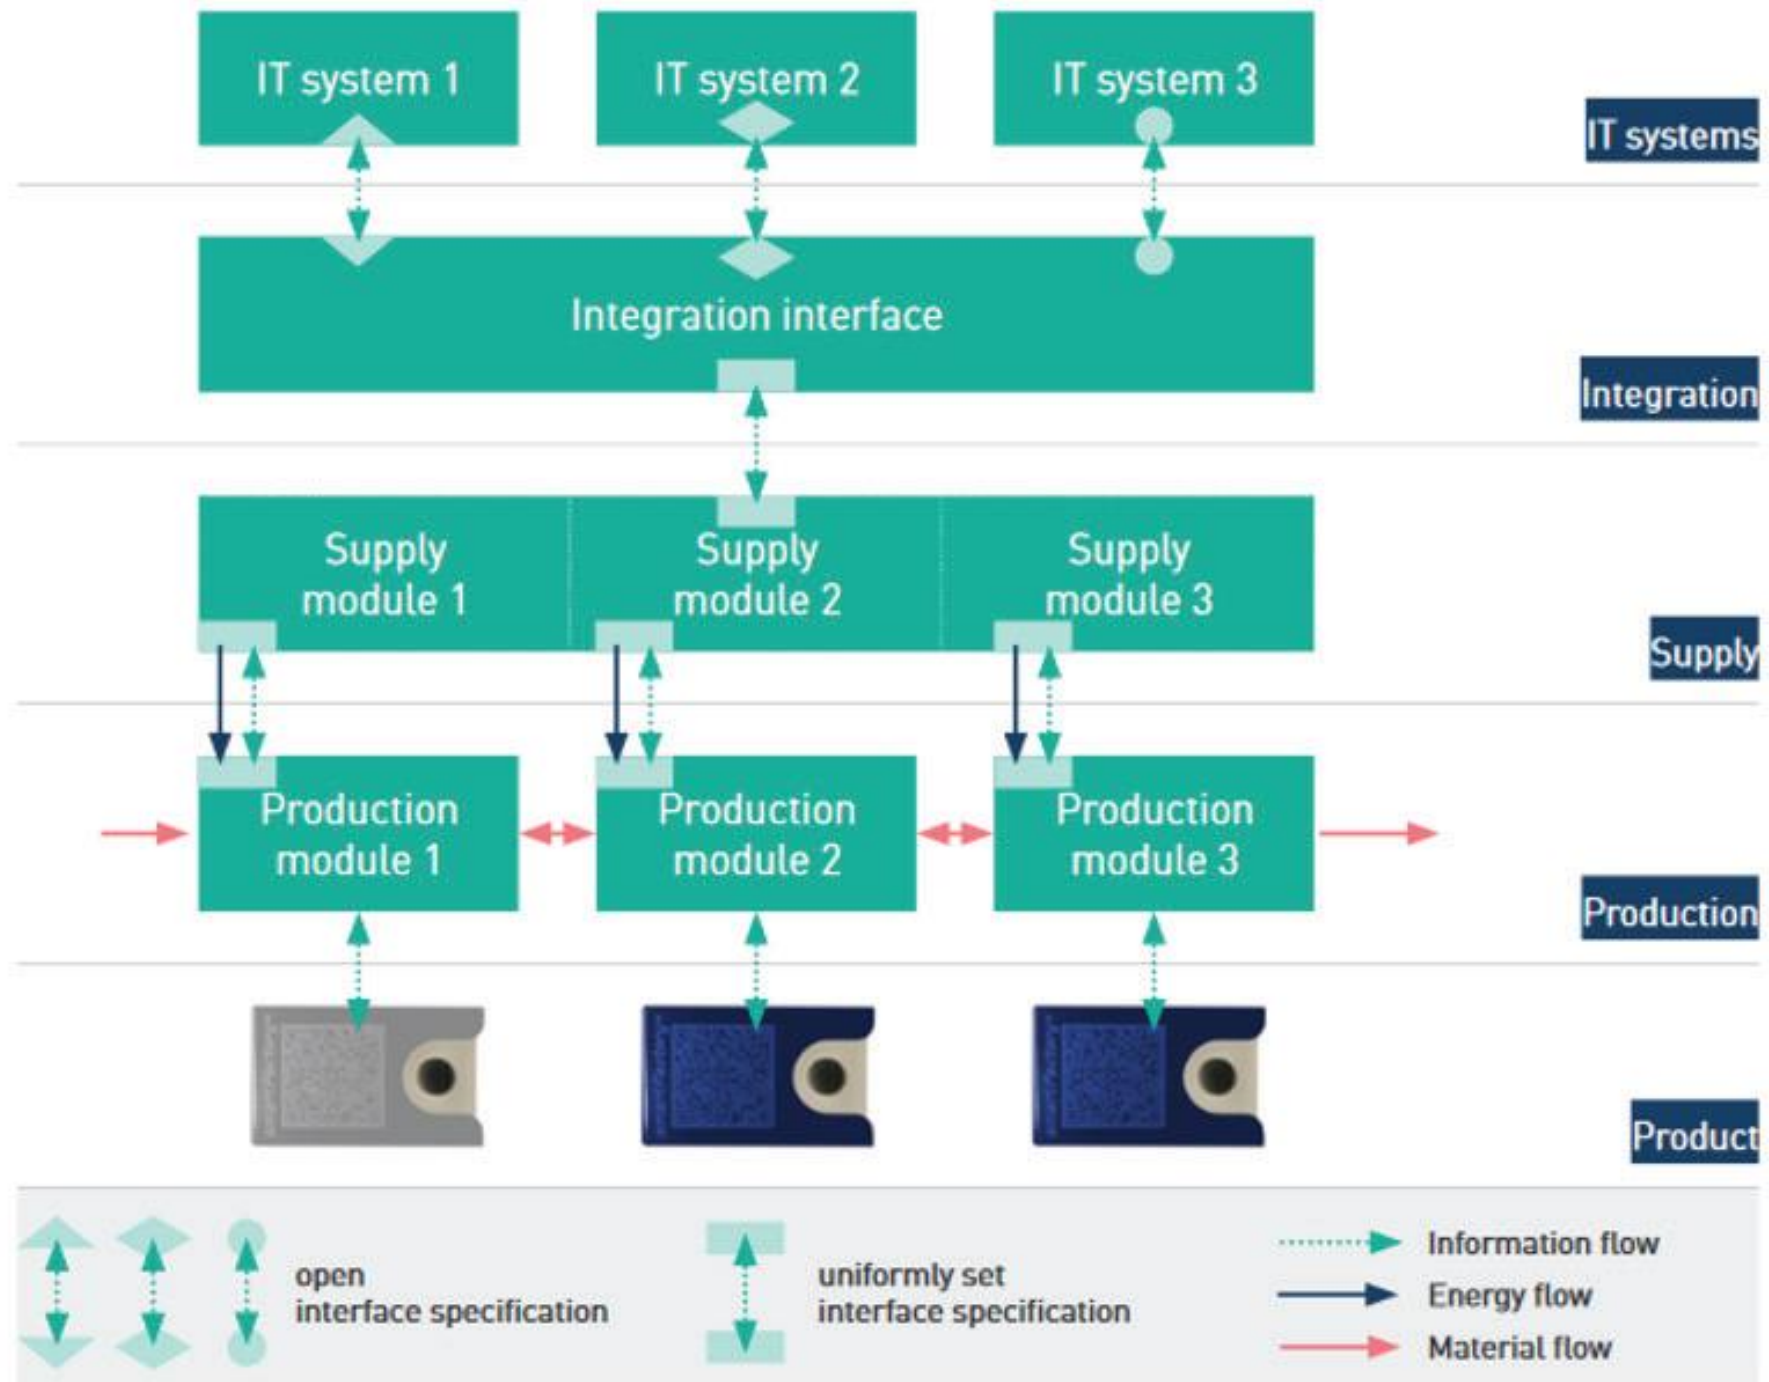 IT system 1
IT system 2
IT system 3
IT systems
Integration interface
Integration
Supply
module 1
Supply
module 2
Supply
module 3
Supply
Production
module 1
Production
module 2
Production
module 3
Production
Product
open
interface specification
uniformly set
interface specification
Information flow
Energy flow
Material flow